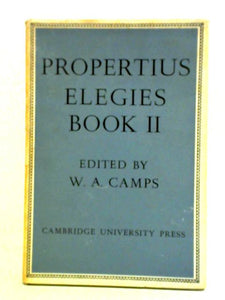 PROPERTIUS
ELEGIES
BOOK II
EDITED BY
W. A. CAMPS
CAMBRIDGE UNIVERSITY PRESS